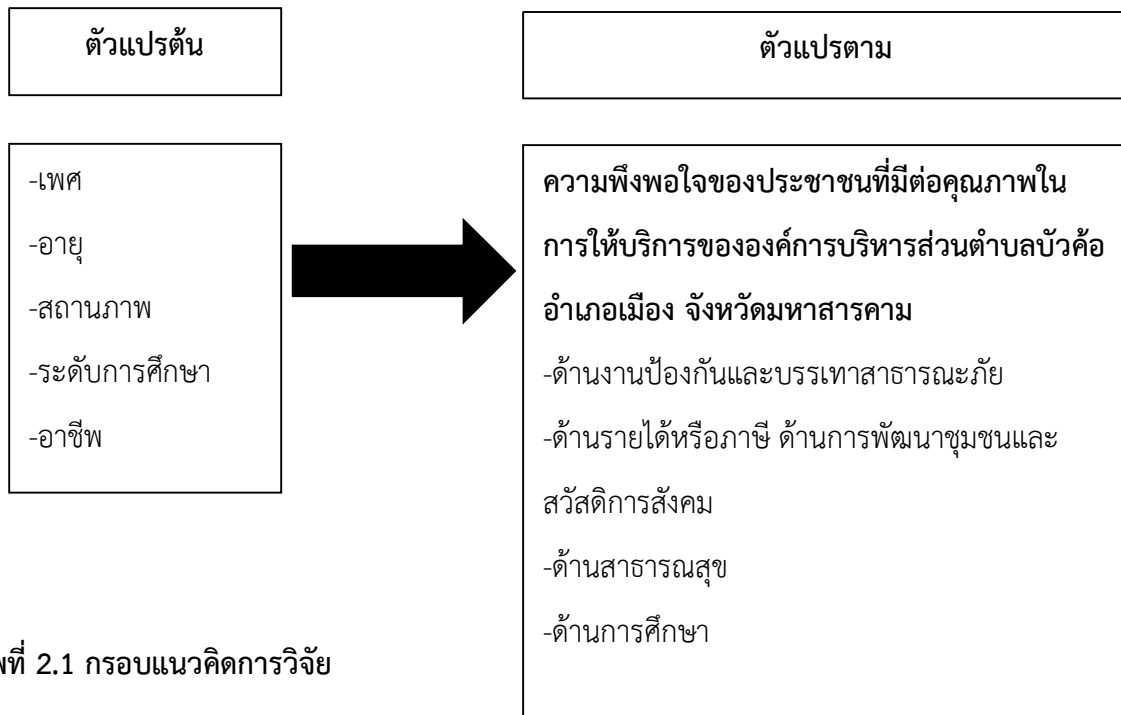 ตัวแปรต้น
ตัวแปรตาม
-เพศ
-อายุ
-สถานภาพ
-ระดับการศึกษา
-อาชีพ
ความพึงพอใจของประชาชนที่มีต่อคุณภาพใน
การให้บริการขององค์การบริหารส่วนตำบลบัวค้อ
อำเภอเมือง จังหวัดมหาสารคาม
-ด้านงานป้องกันและบรรเทาสาธารณะภัย
-ด้านรายได้หรือภาษี ด้านการพัฒนาชุมชนและ
สวัสดิการสังคม
-ด้านสาธารณสุข
-ด้านการศึกษา
ที่ 2.1 กรอบแนวคิดการวิจัย